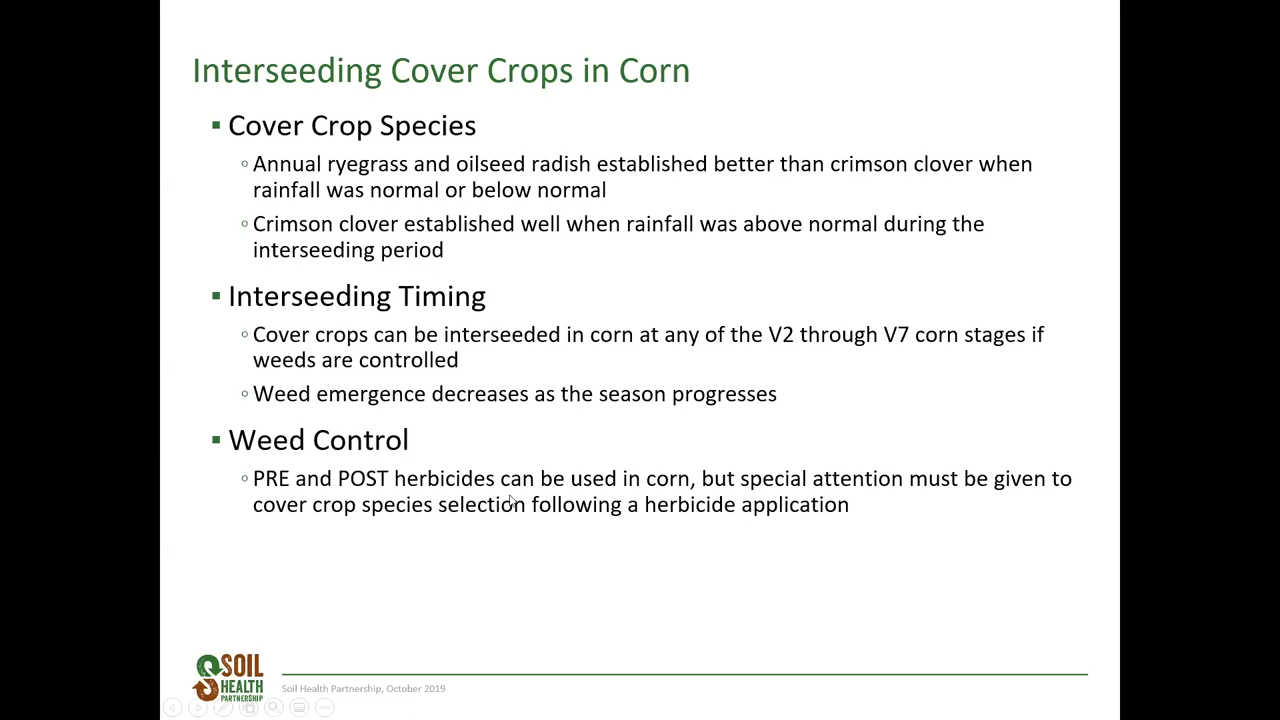 Interseeding Cover Crops in Corn
▪ Cover Crop Species
◦ Annual ryegrass and oilseed radish established better than crimson clover when
rainfall was normal or below normal
◦ Crimson clover established well when rainfall was above normal during the
interseeding period
▪ Interseeding Timing
◦ Cover crops can be interseeded in corn at any of the V2 through V7 corn stages if
weeds are controlled
◦ Weed emergence decreases as the season progresses
▪ Weed Control
◦ PRE and POST herbicides can be used in corn, but special attention must be given to
cover crop species selection following a herbicide application
SOIL
HEALTH
PARTNERSHIP
Soil Health Partnership, October 2019